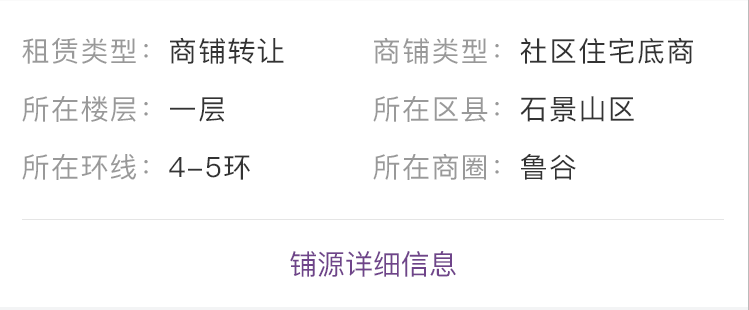 租赁类型：商铺转让 商铺类型：社区住宅底商
所在楼层：一层 所在区县：石景山区
所在环线：4-5环 所在商圈：鲁谷
铺源详细信息